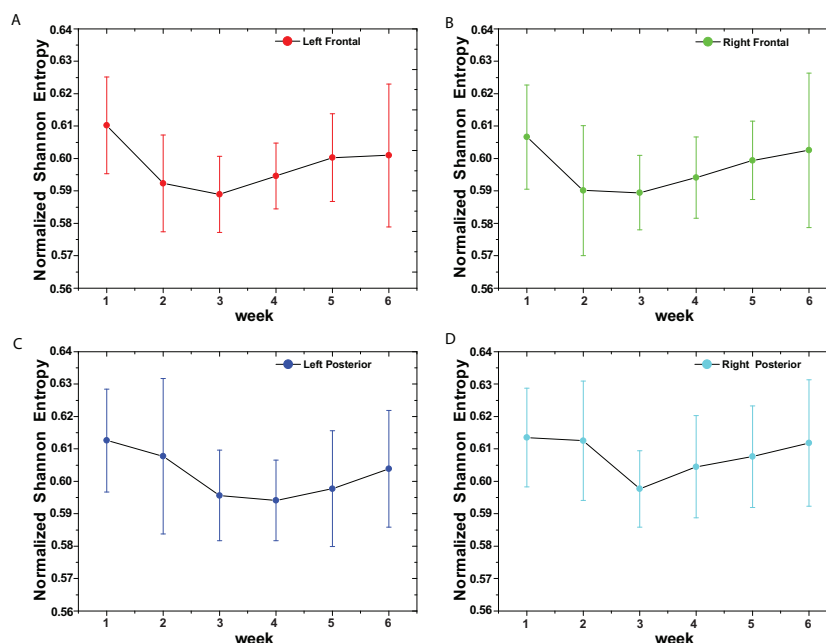 A
Left Frontal
Normalized Shannon Entropy
0.64
0.63
0.62
0.61
0.60
0.59
0.58
0.57
0.56
1 2 3 4 5 6
week
B
Right Frontal
Normalized Shannon Entropy
0.64
0.63
0.62
0.61
0.60
0.59
0.58
0.57
0.56
1 2 3 4 5 6
week
C
Left Posterior
Normalized Shannon Entropy
0.64
0.63
0.62
0.61
0.60
0.59
0.58
0.57
0.56
1 2 3 4 5 6
week
D
Right Posterior
Normalized Shannon Entropy
0.64
0.63
0.62
0.61
0.60
0.59
0.58
0.57
0.56
1 2 3 4 5 6
week